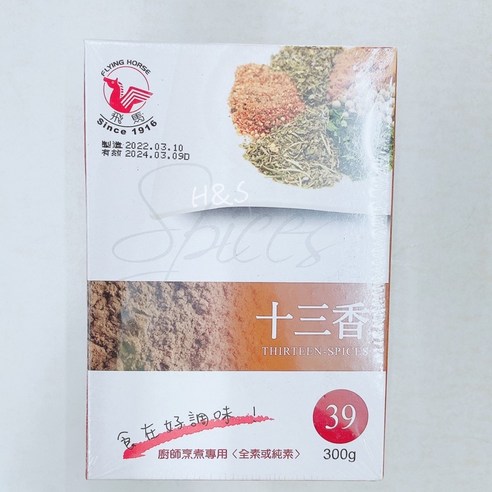 FLYING HORSE
飛馬
Since 1916
製造 2022.03.10
有效 2024.03.09D
H&S
Spices
十三香
THIRTEEN-SPICES
食在好調味！
39
廚師烹煮專用〈全素或純素〉
300g